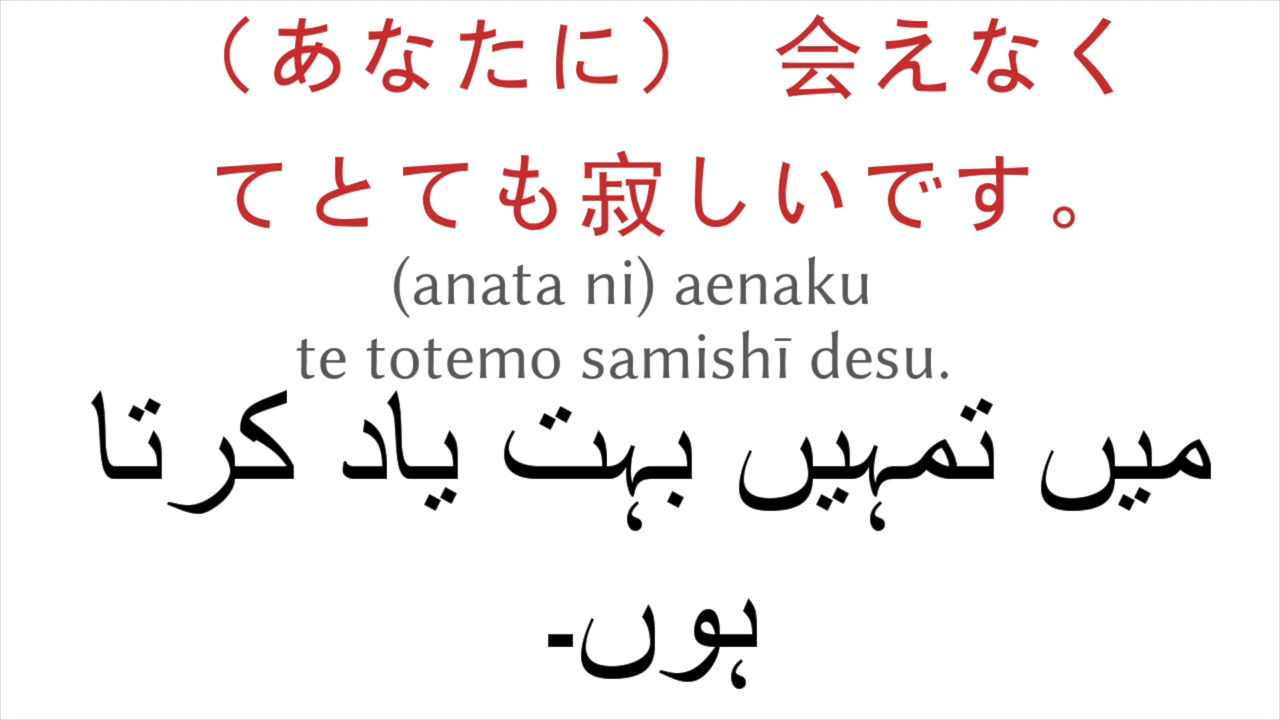 （あなたに） 会えなく
てとても寂しいです。
(anata ni) aenaku
te totemo samishī desu.
میں تمہیں بہت یاد کرتا
ہوں۔